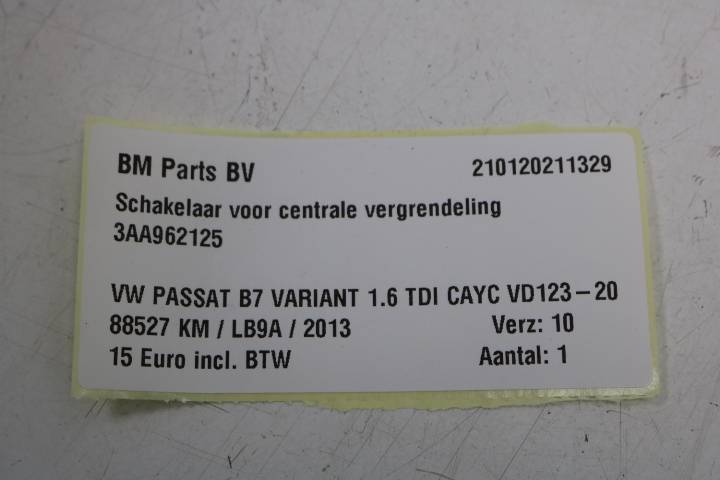 BM Parts BV 210120211329
Schakelaar voor centrale vergrendeling
3AA962125
VW PASSAT B7 VARIANT 1.6 TDI CAYC VD123-20
88527 KM / LB9A / 2013 Verz: 10
15 Euro incl. BTW Aantal: 1